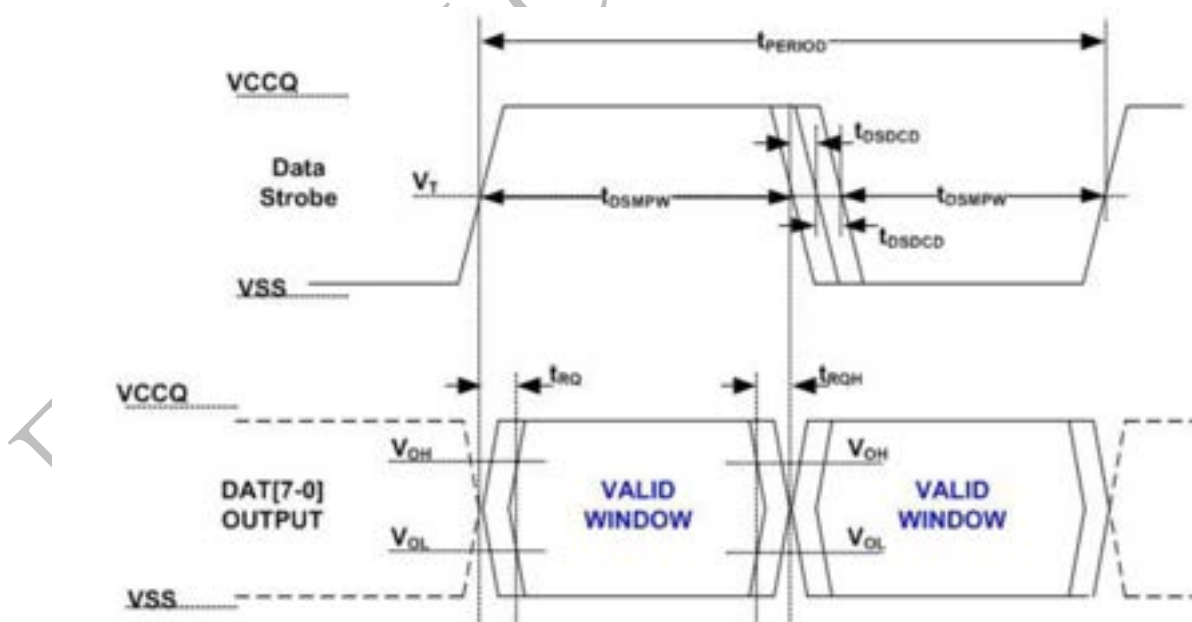 tPERIOD
VCCQ
Data
Strobe
VT
tDSDCD
tDSMPW
tDSMPW
tDSDCD
VSS
VCCQ
tRQ
tRQH
VOH
VOH
DAT[7-0]
OUTPUT
VALID
WINDOW
VALID
WINDOW
VOL
VOL
VSS